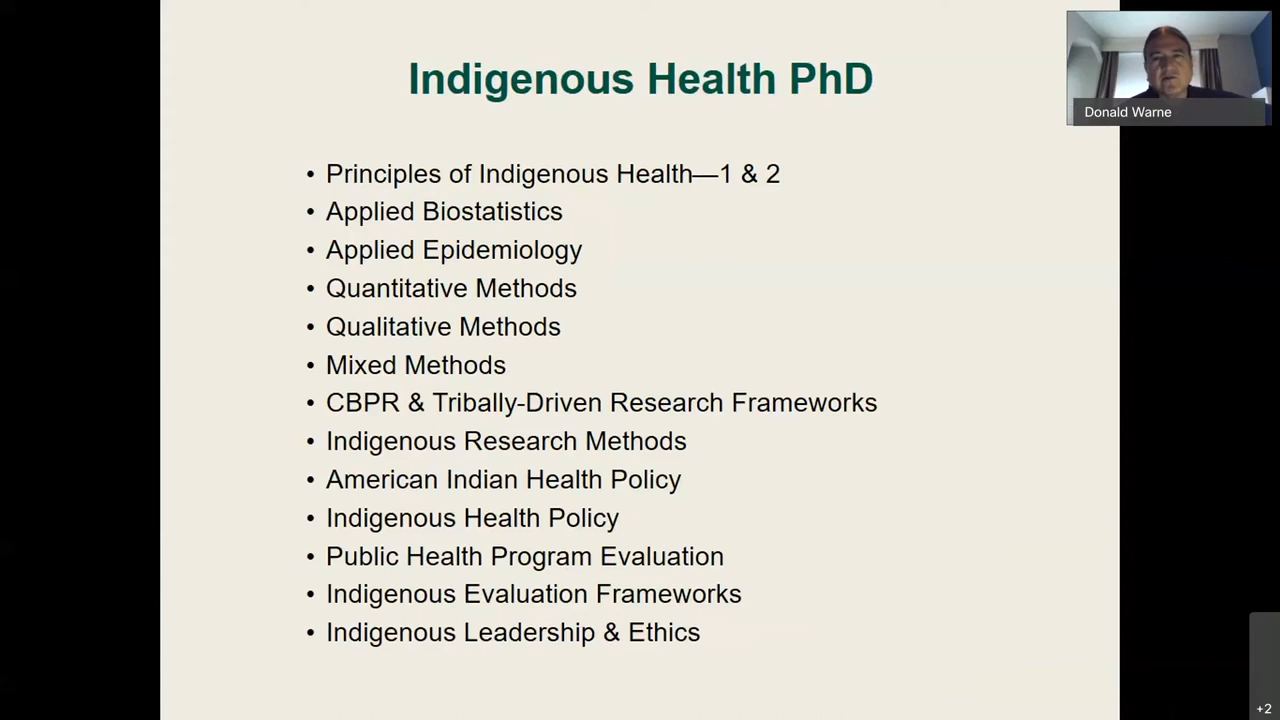 Indigenous Health PhD
Donald Warne
• Principles of Indigenous Health—1 & 2
• Applied Biostatistics
• Applied Epidemiology
• Quantitative Methods
• Qualitative Methods
• Mixed Methods
• CBPR & Tribally-Driven Research Frameworks
• Indigenous Research Methods
• American Indian Health Policy
• Indigenous Health Policy
• Public Health Program Evaluation
• Indigenous Evaluation Frameworks
• Indigenous Leadership & Ethics
+2